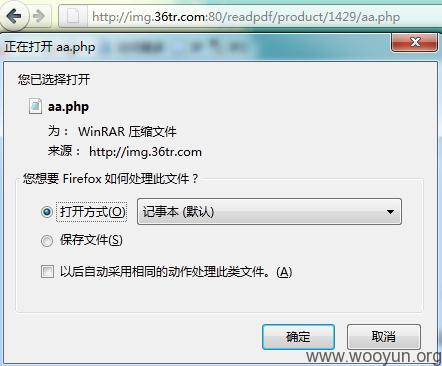 http://img.36tr.com:80/readpdf/product/1429/aa.php
正在打开 aa.php
您已选择打开
aa.php
为： WinRAR 压缩文件
来源： http://img.36tr.com
您想要 Firefox 如何处理此文件？
打开方式(O) 记事本 (默认)
保存文件(S)
以后自动采用相同的动作处理此类文件。(A)
确定 取消
www.wooyun.org